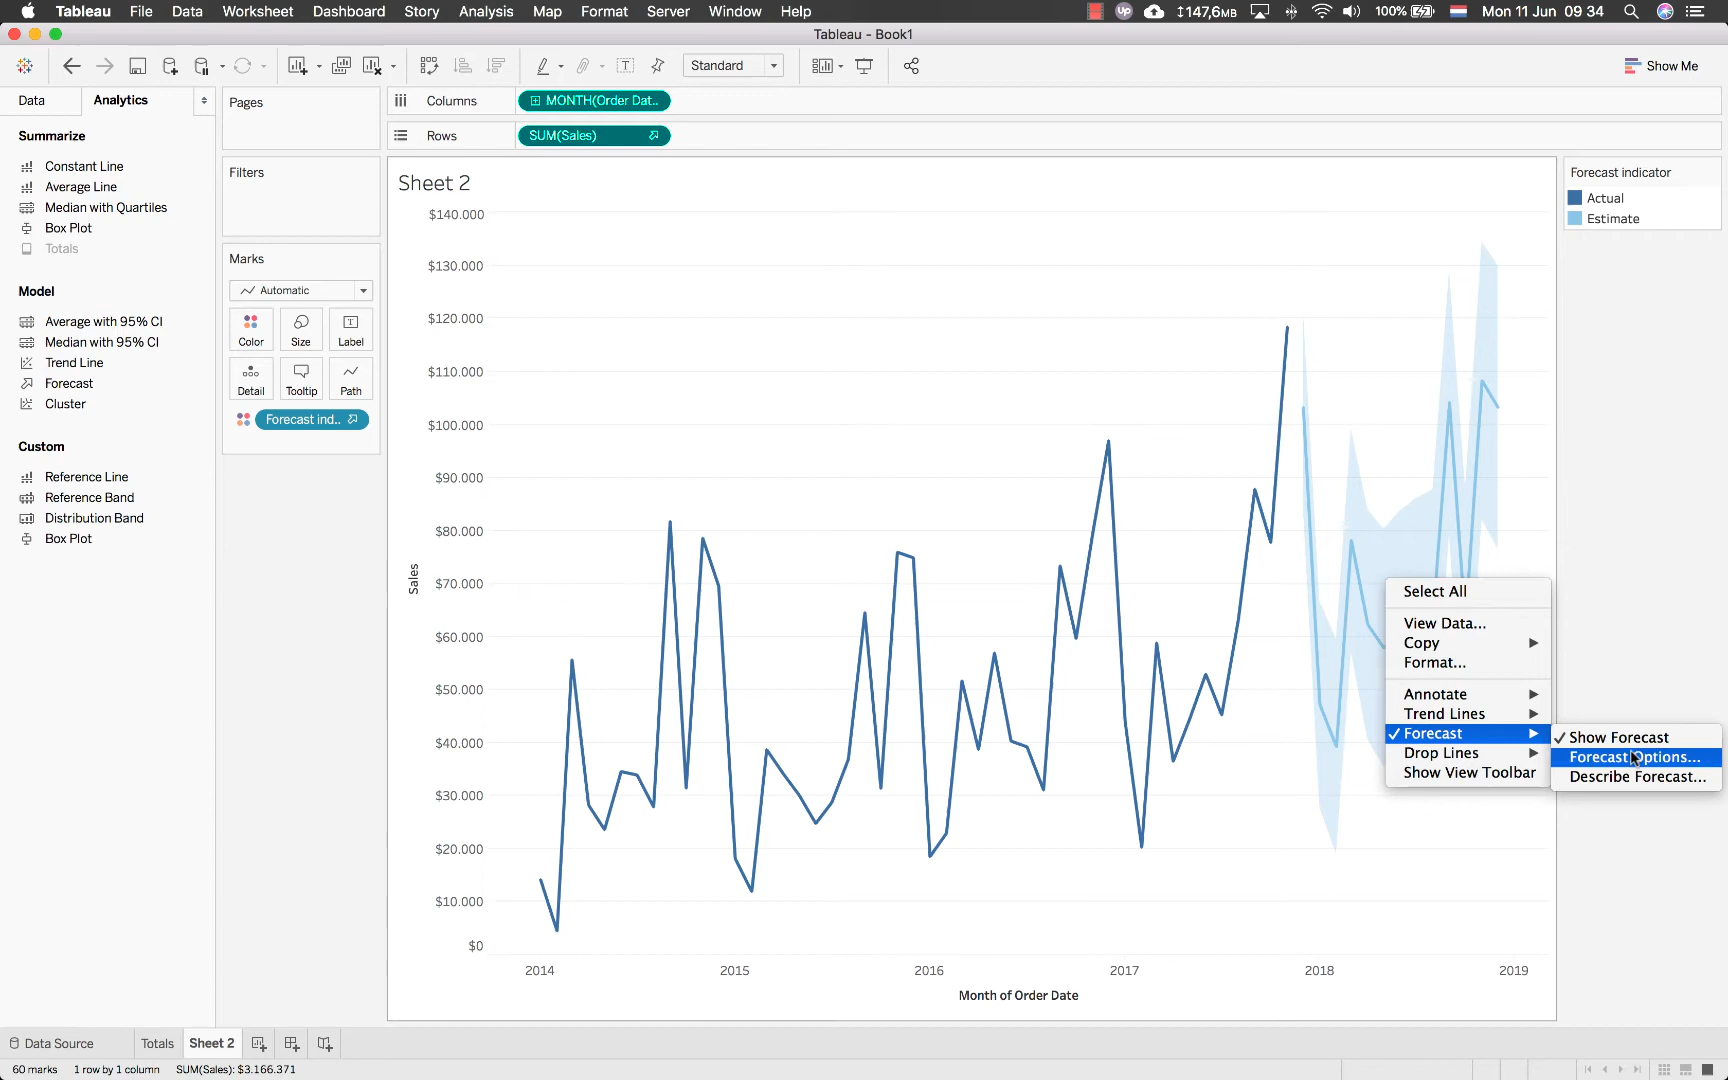 Tableau File Data Worksheet Dashboard Story Analysis Map Format Server Window Help
Up 147,6MB 100% Mon 11 Jun 09 34
Tableau - Book1
Standard
Show Me
Data Analytics
Summarize
Constant Line
Average Line
Median with Quartiles
Box Plot
Totals
Model
Average with 95% CI
Median with 95% CI
Trend Line
Forecast
Cluster
Custom
Reference Line
Reference Band
Distribution Band
Box Plot
Pages
Filters
Marks
Automatic
Color Size Label
Detail Tooltip Path
Forecast ind..
Columns MONTH(Order Dat..
Rows SUM(Sales)
Sheet 2
$140.000
$130.000
$120.000
$110.000
$100.000
$90.000
$80.000
$70.000
$60.000
$50.000
$40.000
$30.000
$20.000
$10.000
$0
Sales
2014 2015 2016 2017 2018 2019
Month of Order Date
Forecast indicator
Actual
Estimate
Select All
View Data...
Copy
Format...
Annotate
Trend Lines
Forecast
Drop Lines
Show View Toolbar
Show Forecast
Forecast Options...
Describe Forecast...
Data Source Totals Sheet 2
60 marks 1 row by 1 column SUM(Sales): $3.166.371